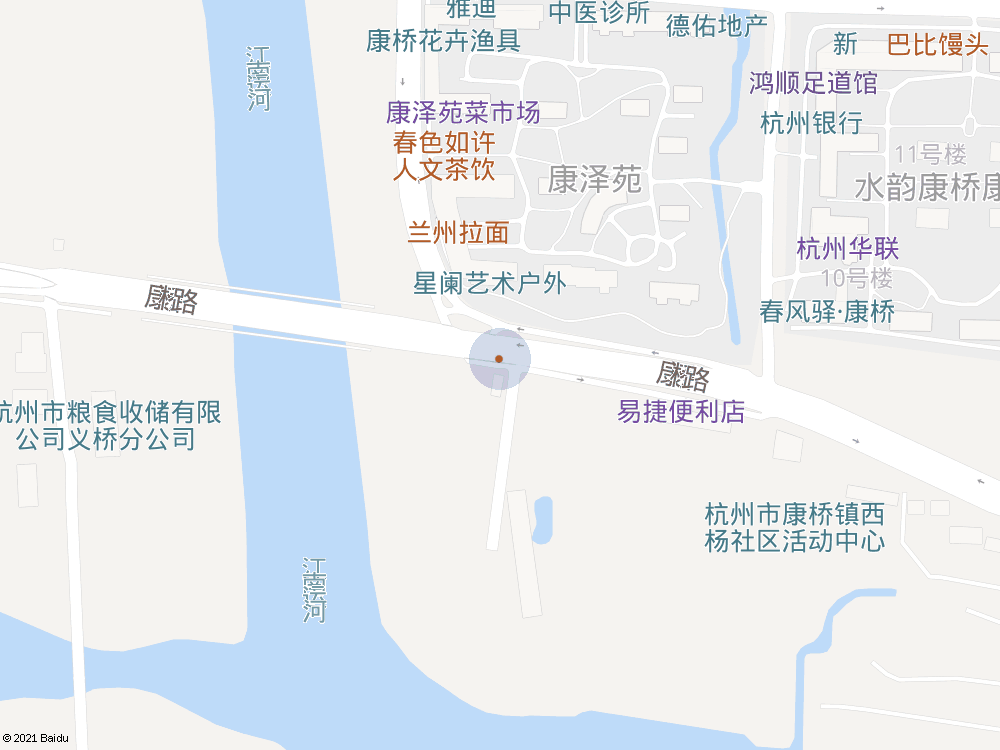 雅迪
中医诊所
德佑地产
康桥花卉渔具
新
巴比馒头
江南运河
鸿顺足道馆
康泽苑菜市场
杭州银行
春色如许
人文茶饮
11号楼
康泽苑
水韵康桥康
兰州拉面
杭州华联
10号楼
星阑艺术户外
康桥路
春风驿·康桥
康桥路
杭州市粮食收储有限
公司义桥分公司
易捷便利店
杭州市康桥镇西
杨社区活动中心
江南运河
© 2021 Baidu